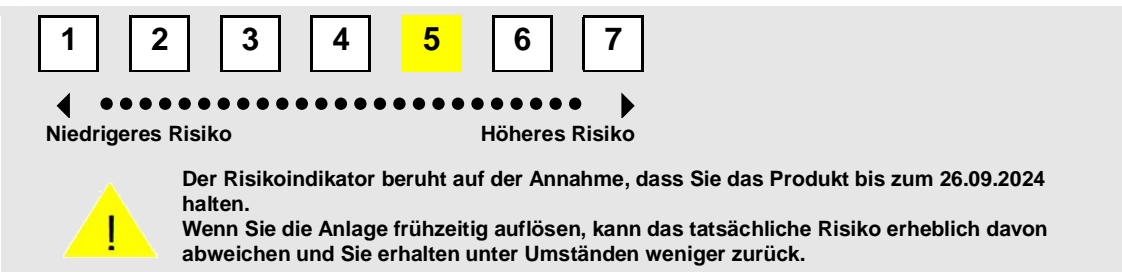 1 2 3 4 5 6 7
Niedrigeres Risiko Höheres Risiko
Der Risikoindikator beruht auf der Annahme, dass Sie das Produkt bis zum 26.09.2024
halten.
Wenn Sie die Anlage frühzeitig auflösen, kann das tatsächliche Risiko erheblich davon
abweichen und Sie erhalten unter Umständen weniger zurück.
!